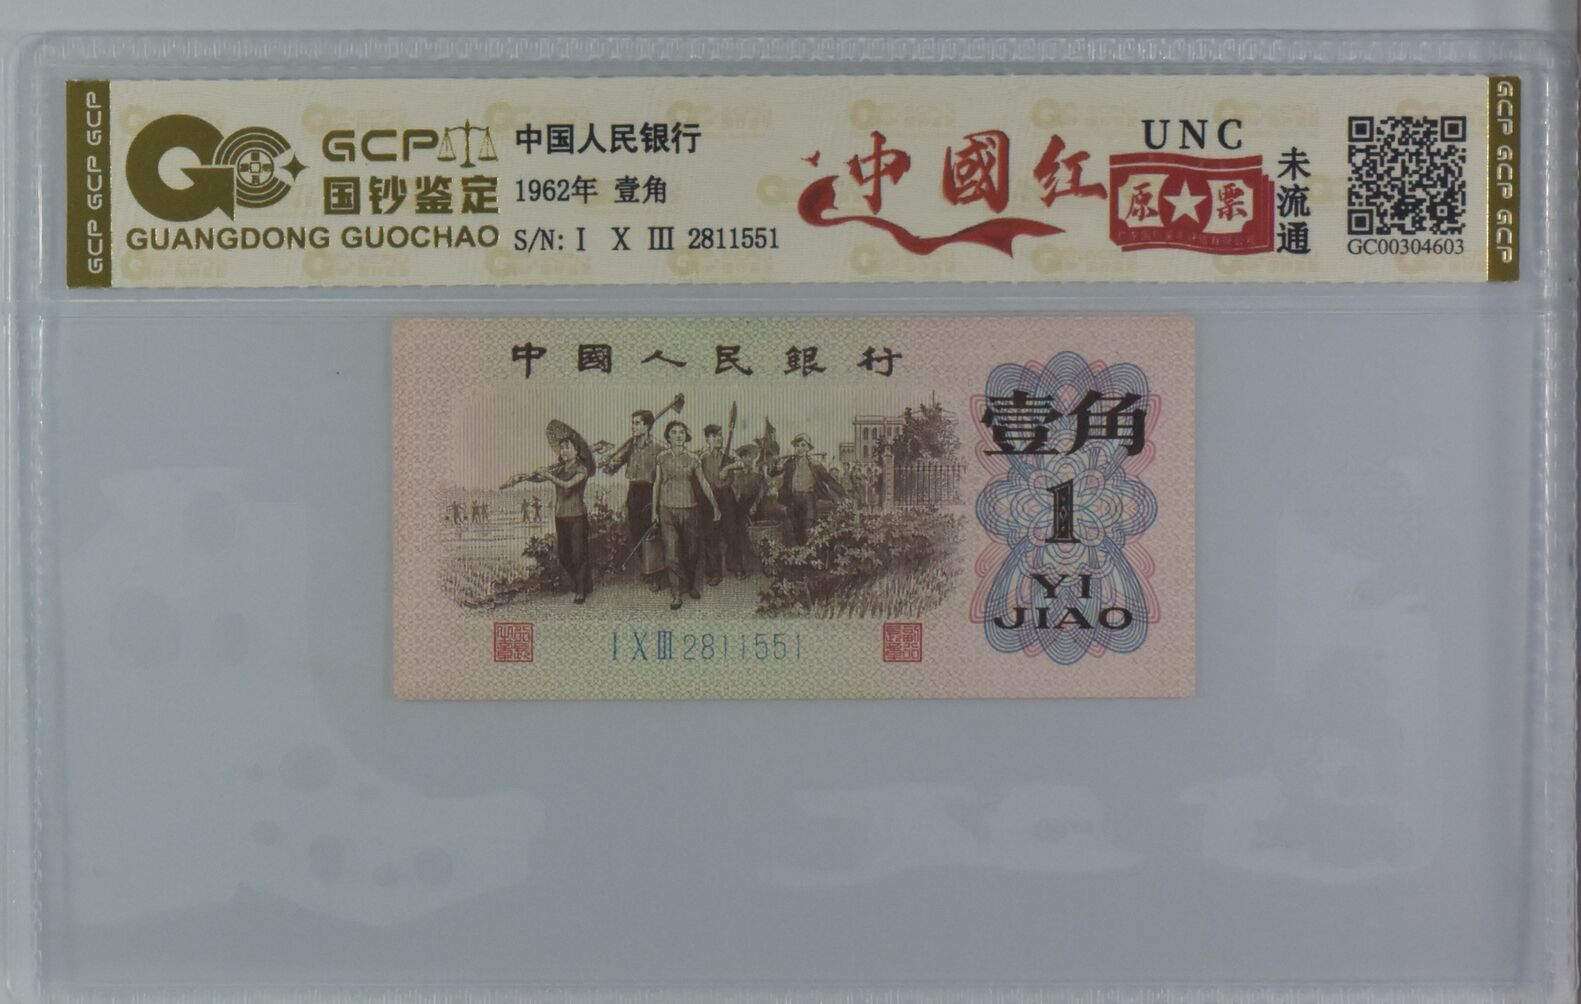 GCP GCP GCP
GCP
国钞鉴定
GUANGDONG GUOCHAO
中国人民银行
1962年 壹角
S/N: I X III 2811551
中國红
UNC
原票
未流通
GC00304603
GCP GCP GCP
中國人民銀行
壹角
1
YI
JIAO
I X III 2811551